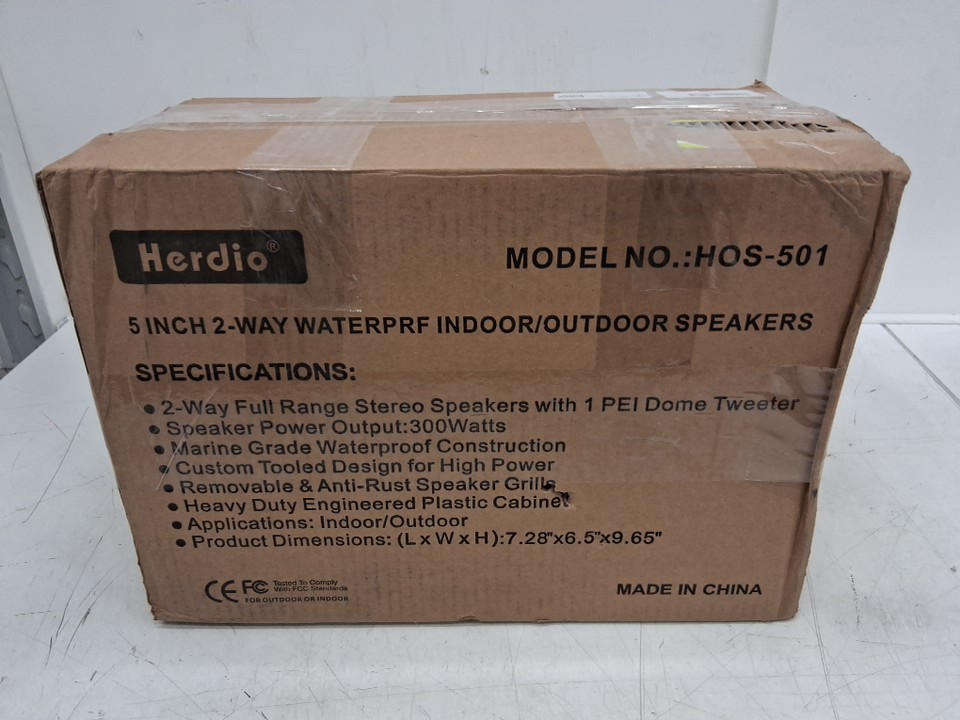 Herdio®
MODEL NO.:HOS-501
5 INCH 2-WAY WATERPRF INDOOR/OUTDOOR SPEAKERS
SPECIFICATIONS:
• 2-Way Full Range Stereo Speakers with 1 PEI Dome Tweeter
• Speaker Power Output:300Watts
• Marine Grade Waterproof Construction
• Custom Tooled Design for High Power
• Removable & Anti-Rust Speaker Grills
• Heavy Duty Engineered Plastic Cabinet
• Applications: Indoor/Outdoor
• Product Dimensions: (L x W x H):7.28"x6.5"x9.65"
CE FC Tested To Comply
With FCC Standards
FOR OUTDOOR OR INDOOR
MADE IN CHINA